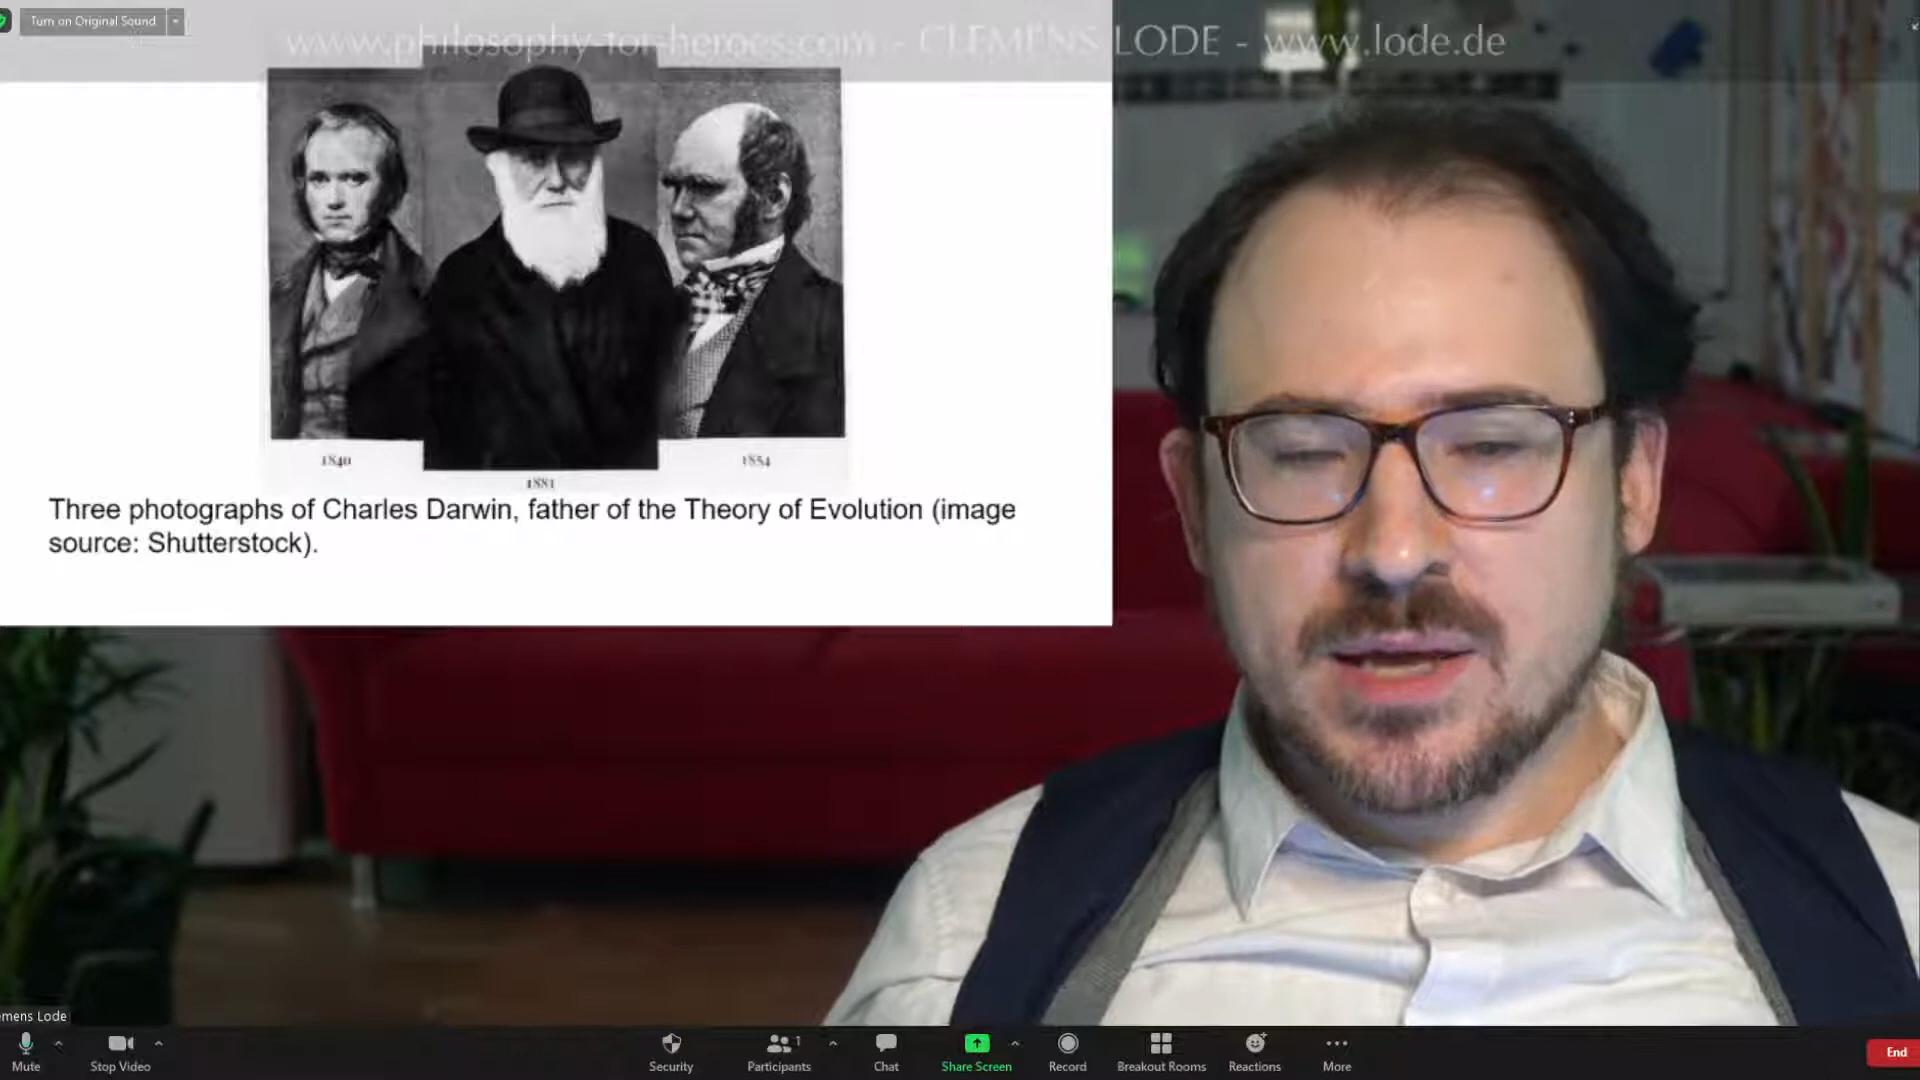 Turn on Original Sound
www.philosophy-for-heroes.com - CLEMENS LODE - www.lode.de
1840
1854
1881
Three photographs of Charles Darwin, father of the Theory of Evolution (image
source: Shutterstock).
emens Lode
Mute
Stop Video
Security
Participants
1
Chat
Share Screen
Record
Breakout Rooms
Reactions
More
End